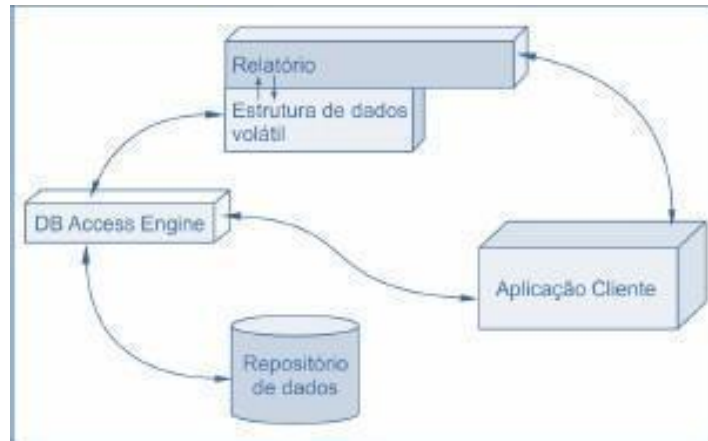 Relatório
Estrutura de dados
volátil
DB Access Engine
Aplicação Cliente
Repositório
de dados